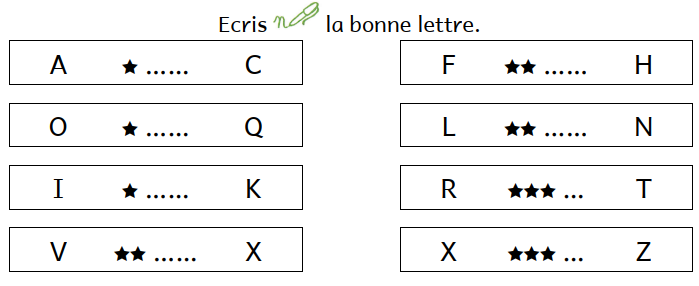 Ecris n la bonne lettre.
A ★ …… C
F ★★ …… H
O ★ …… Q
L ★★ …… N
I ★ …… K
R ★★★ … T
V ★★ …… X
X ★★★ … Z